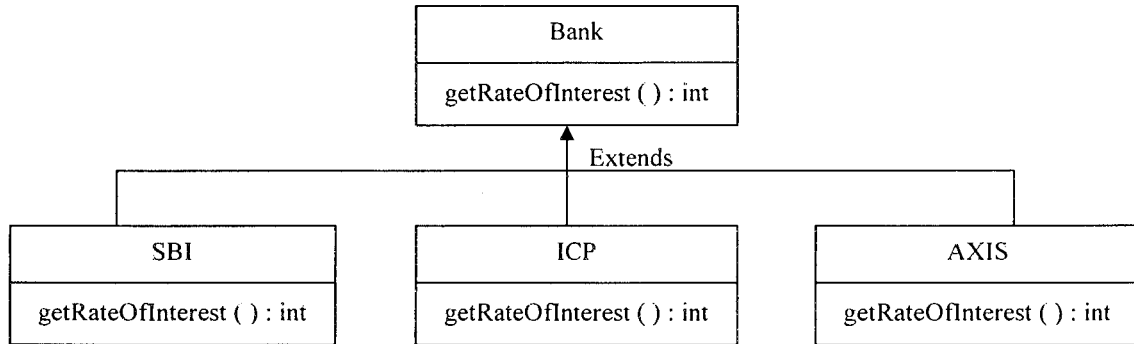 Bank
getRateOfInterest ( ) : int
Extends
SBI
ICP
AXIS
getRateOfInterest ( ) : int
getRateOfInterest ( ) : int
getRateOfInterest ( ) : int